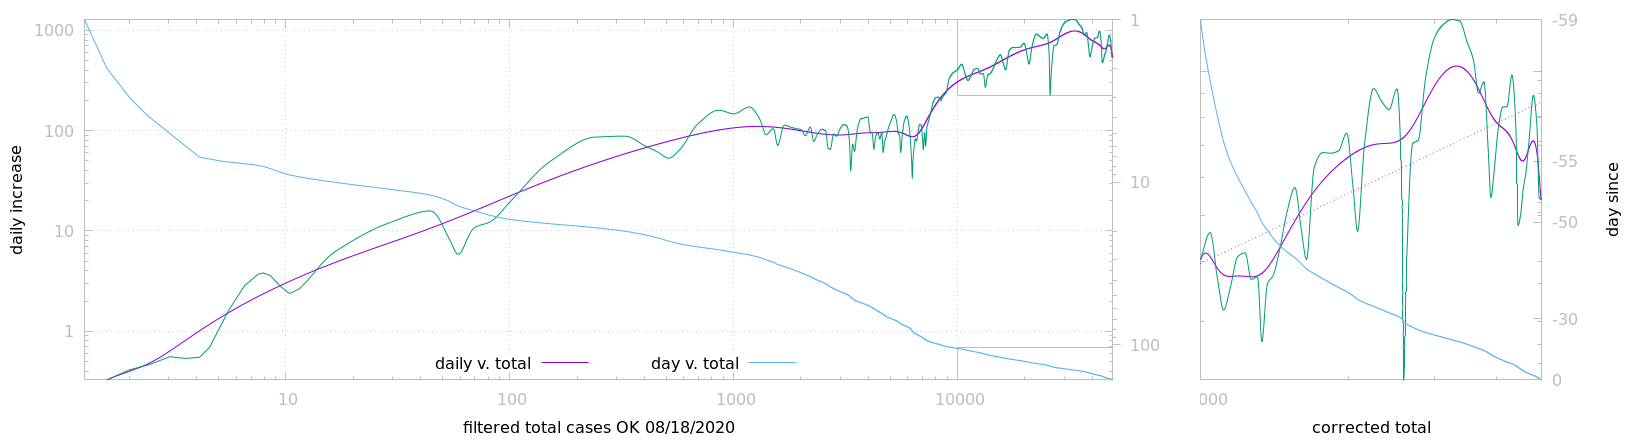 daily increase
1000
100
10
1
daily v. total
day v. total
10
100
1000
10000
filtered total cases OK 08/18/2020
1
10
100
000
corrected total
-59
-55
-50
-30
0
day since